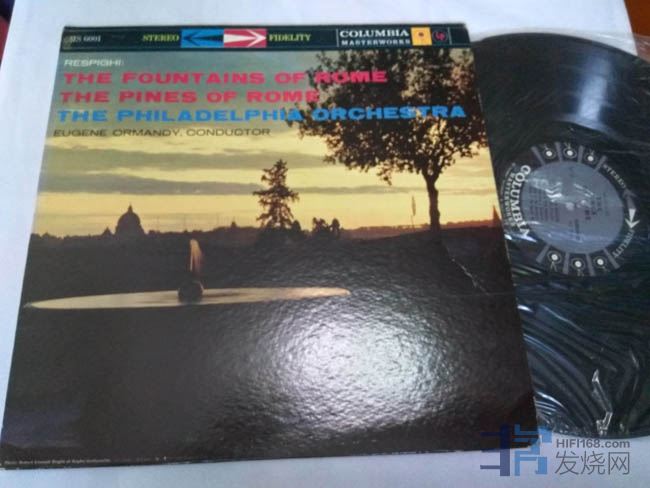 MS 6001
STEREO FIDELITY
COLUMBIA
MASTERWORKS
RESPIGHI:
THE FOUNTAINS OF ROME
THE PINES OF ROME
THE PHILADELPHIA ORCHESTRA
EUGENE ORMANDY, CONDUCTOR
COLUMBIA
STEREO
FIDELITY
HIFI168.com
发烧网